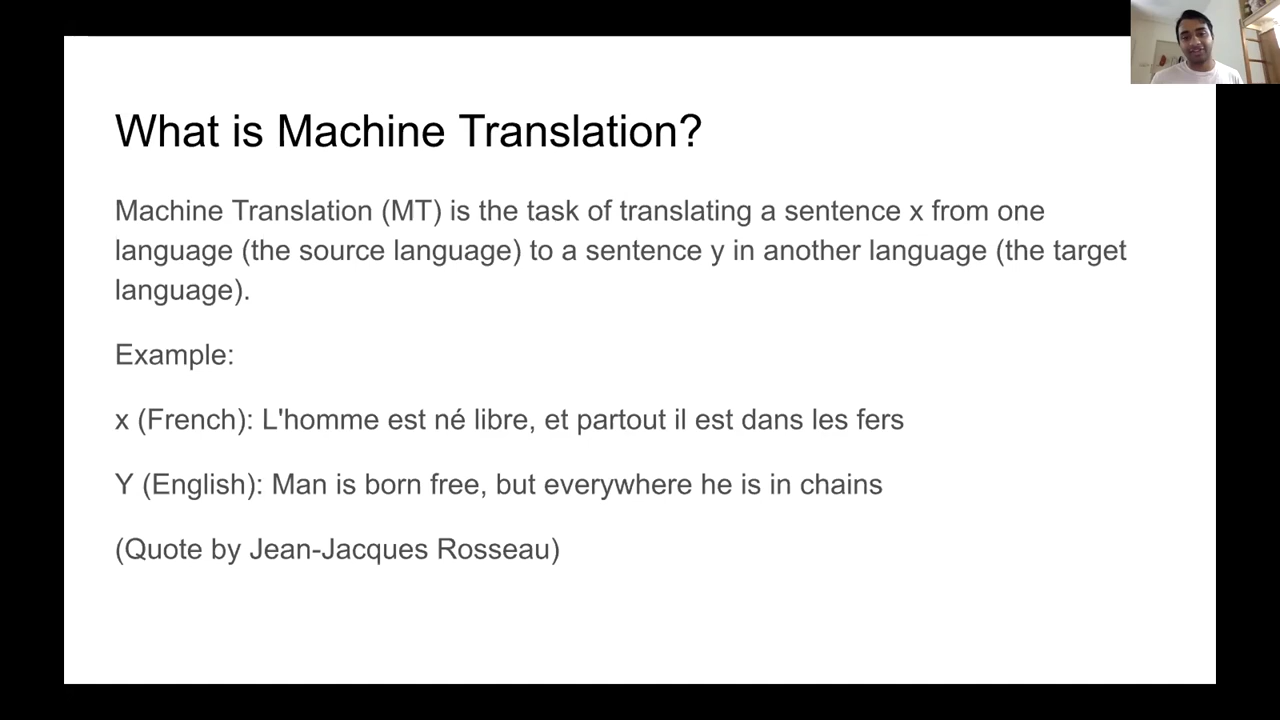 What is Machine Translation?
Machine Translation (MT) is the task of translating a sentence x from one
language (the source language) to a sentence y in another language (the target
language).
Example:
x (French): L'homme est né libre, et partout il est dans les fers
Y (English): Man is born free, but everywhere he is in chains
(Quote by Jean-Jacques Rosseau)